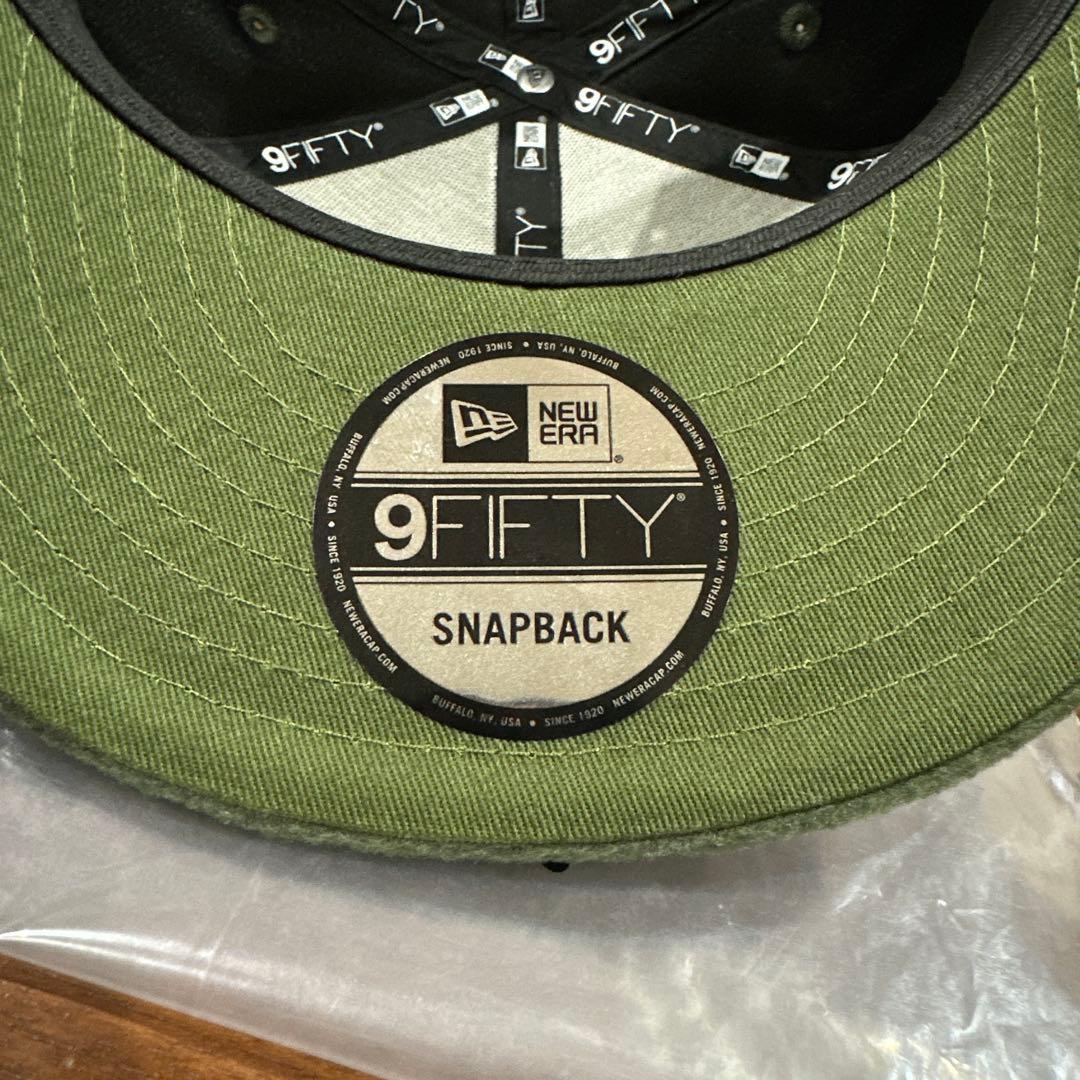 9FIFTY®
9FIFTY®
9FIFTY®
TY®
NEW
ERA®
9FIFTY®
SNAPBACK
BUFFALO, NY, USA • SINCE 1920 NEWERACAP.COM
BUFFALO, NY, USA • SINCE 1920 NEWERACAP.COM
BUFFALO, NY, USA • SINCE 1920 NEWERACAP.COM
BUFFALO, NY, USA • SINCE 1920 NEWERACAP.COM